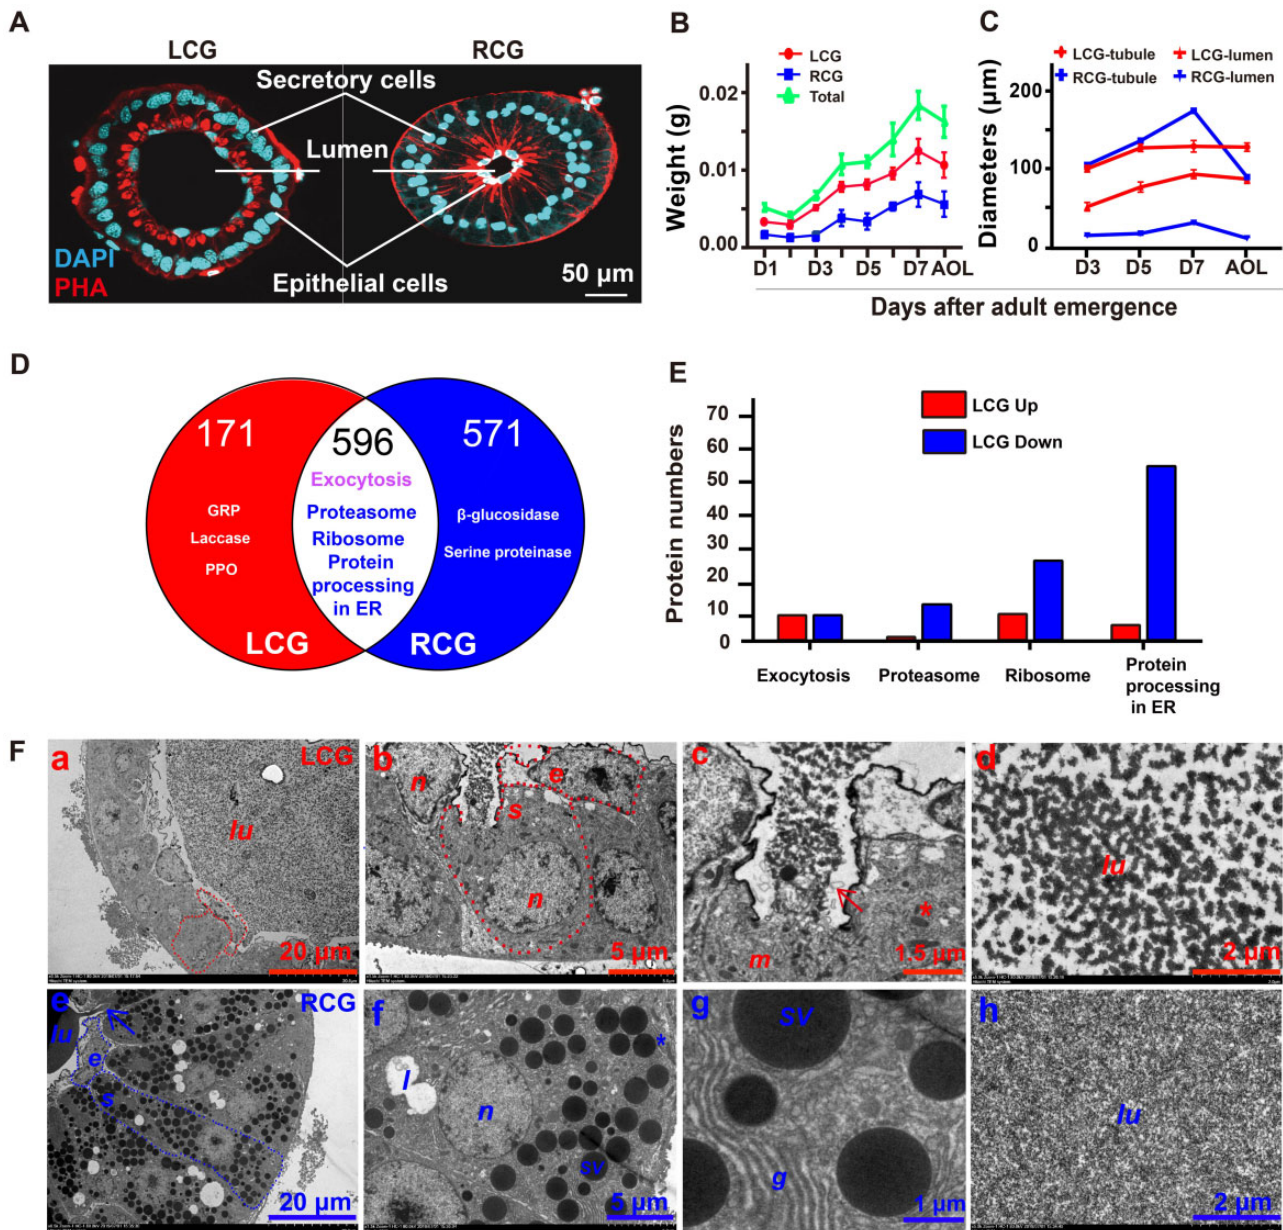 A
LCG
RCG
Secretory cells
Lumen
Epithelial cells
DAPI
PHA
50 μm
B
LCG
RCG
Total
Weight (g)
0.02
0.01
0.00
D1
D3
D5
D7
AOL
C
LCG-tubule
LCG-lumen
RCG-tubule
RCG-lumen
Diameters (μm)
200
100
0
D3
D5
D7
AOL
Days after adult emergence
D
171
596
571
Exocytosis
Proteasome
Ribosome
Protein
processing
in ER
GRP
Laccase
PPO
β-glucosidase
Serine proteinase
LCG
RCG
E
LCG Up
LCG Down
Protein numbers
70
60
50
40
30
20
10
0
Exocytosis
Proteasome
Ribosome
Protein
processing
in ER
F
a
LCG
lu
20 μm
b
n
e
s
n
5 μm
c
*
m
1.5 μm
d
lu
2 μm
e
RCG
lu
e
s
20 μm
f
*
l
n
sv
5 μm
g
SV
g
1 μm
h
lu
2 μm